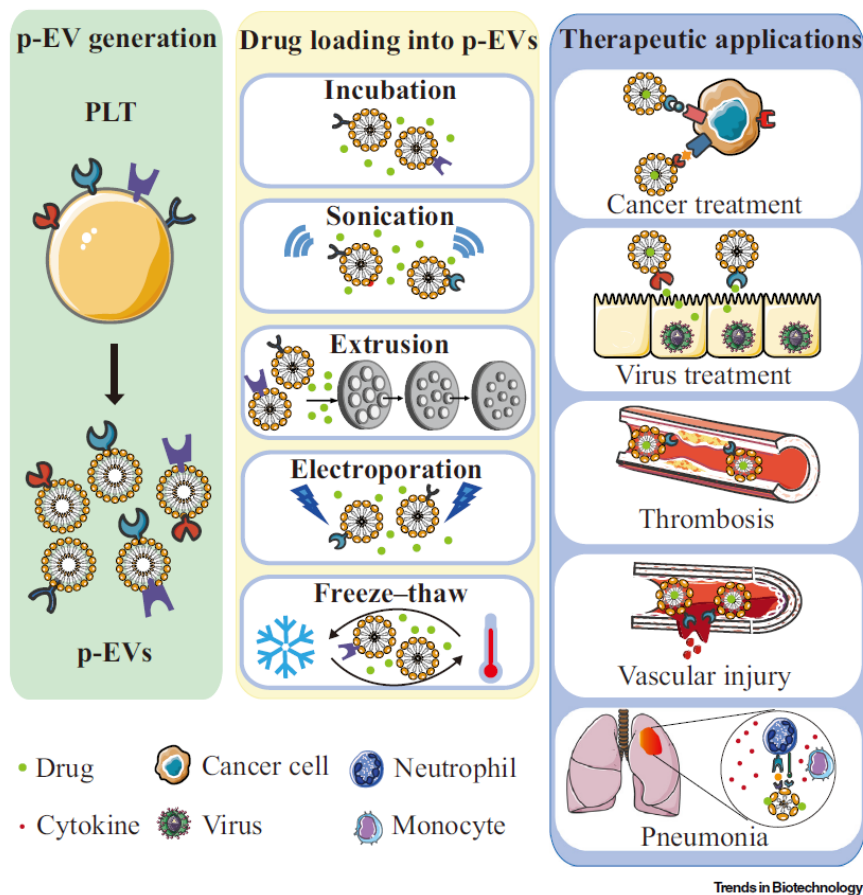 p-EV generation
PLT
p-EVs
Drug loading into p-EVs
Incubation
Sonication
Extrusion
Electroporation
Freeze–thaw
Therapeutic applications
Cancer treatment
Virus treatment
Thrombosis
Vascular injury
Pneumonia
Drug
Cancer cell
Neutrophil
Cytokine
Virus
Monocyte
Trends in Biotechnology